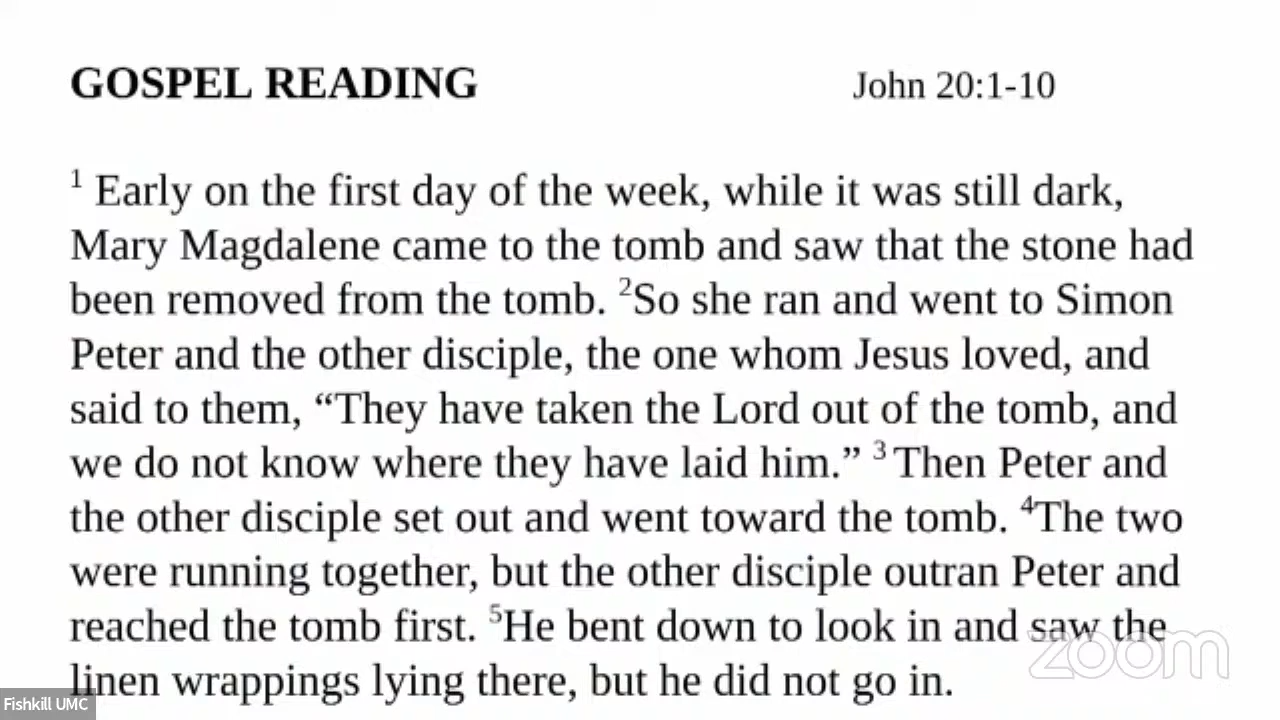 GOSPEL READING John 20:1-10
1 Early on the first day of the week, while it was still dark,
Mary Magdalene came to the tomb and saw that the stone had
been removed from the tomb. 2So she ran and went to Simon
Peter and the other disciple, the one whom Jesus loved, and
said to them, “They have taken the Lord out of the tomb, and
we do not know where they have laid him.” 3 Then Peter and
the other disciple set out and went toward the tomb. 4The two
were running together, but the other disciple outran Peter and
reached the tomb first. 5He bent down to look in and saw the
linen wrappings lying there, but he did not go in.
zoom
Fishkill UMC